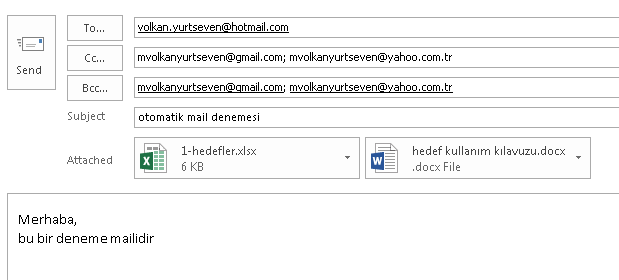 To...
volkan.yurtseven@hotmail.com
Cc...
mvolkanyurtseven@gmail.com; mvolkanyurtseven@yahoo.com.tr
Send
Bcc...
mvolkanyurtseven@gmail.com; mvolkanyurtseven@yahoo.com.tr
Subject
otomatik mail denemesi
Attached
1-hedefler.xlsx
6 KB
hedef kullanım kılavuzu.docx
.docx File
Merhaba,
bu bir deneme mailidir